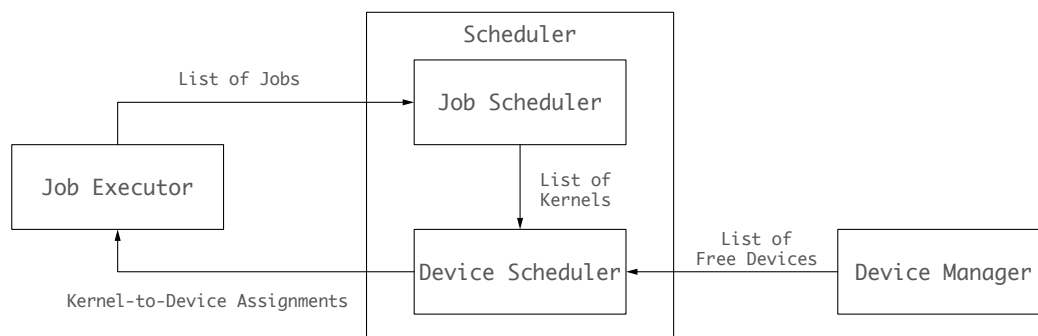 Scheduler
List of Jobs
Job Scheduler
Job Executor
List of
Kernels
List of
Free Devices
Device Scheduler
Device Manager
Kernel-to-Device Assignments